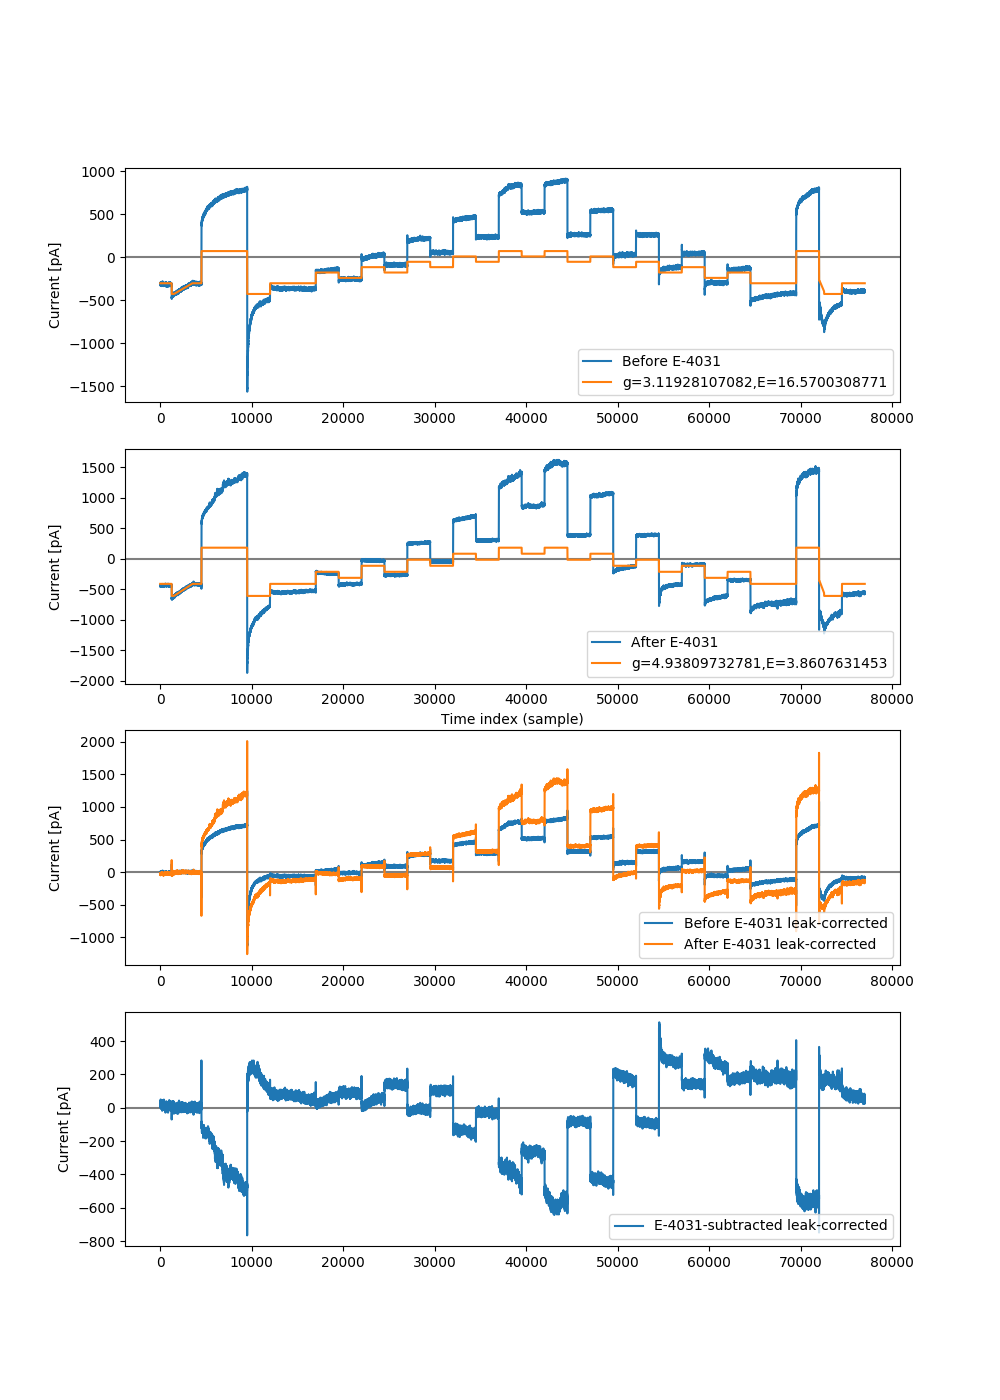 1000
500
0
−500
−1000
−1500
Current [pA]
Before E-4031
g=3.11928107082,E=16.5700308771
0 10000 20000 30000 40000 50000 60000 70000 80000
1500
1000
500
0
−500
−1000
−1500
−2000
Current [pA]
After E-4031
g=4.93809732781,E=3.8607631453
0 10000 20000 30000 40000 50000 60000 70000 80000
Time index (sample)
2000
1500
1000
500
0
−500
−1000
Current [pA]
Before E-4031 leak-corrected
After E-4031 leak-corrected
0 10000 20000 30000 40000 50000 60000 70000 80000
400
200
0
−200
−400
−600
−800
Current [pA]
E-4031-subtracted leak-corrected
0 10000 20000 30000 40000 50000 60000 70000 80000